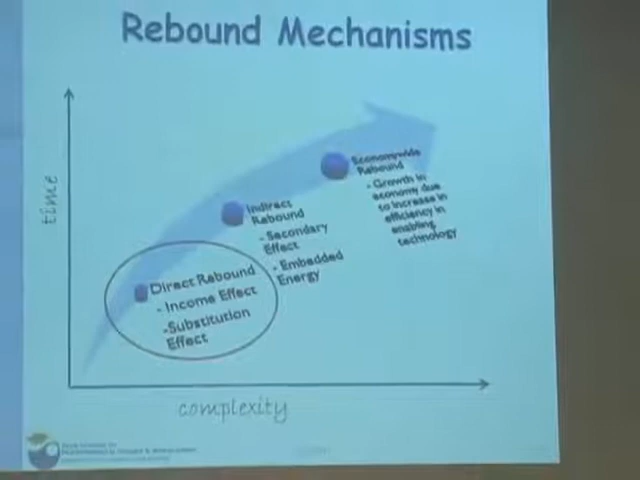 Rebound Mechanisms
time
Economywide
Rebound
- Growth in
economy due
to increase in
efficiency in
enabling
technology
Indirect
Rebound
- Secondary
Effect
- Embedded
Energy
Direct Rebound
- Income Effect
-Substitution
Effect
complexity